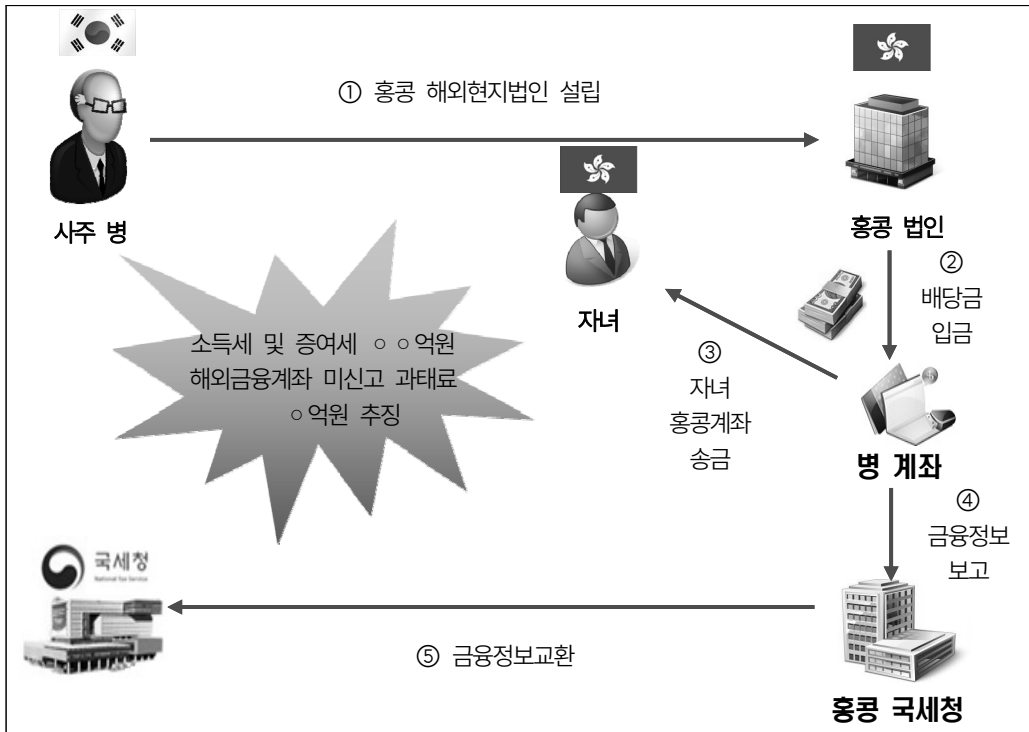 ① 홍콩 해외현지법인 설립
사주 병
자녀
홍콩 법인
②
배당금
입금
③
자녀
홍콩계좌
송금
소득세 및 증여세 ○ ○억원
해외금융계좌 미신고 과태료
○억원 추징
병 계좌
④
금융정보
보고
국세청
National Tax Service
⑤ 금융정보교환
홍콩 국세청